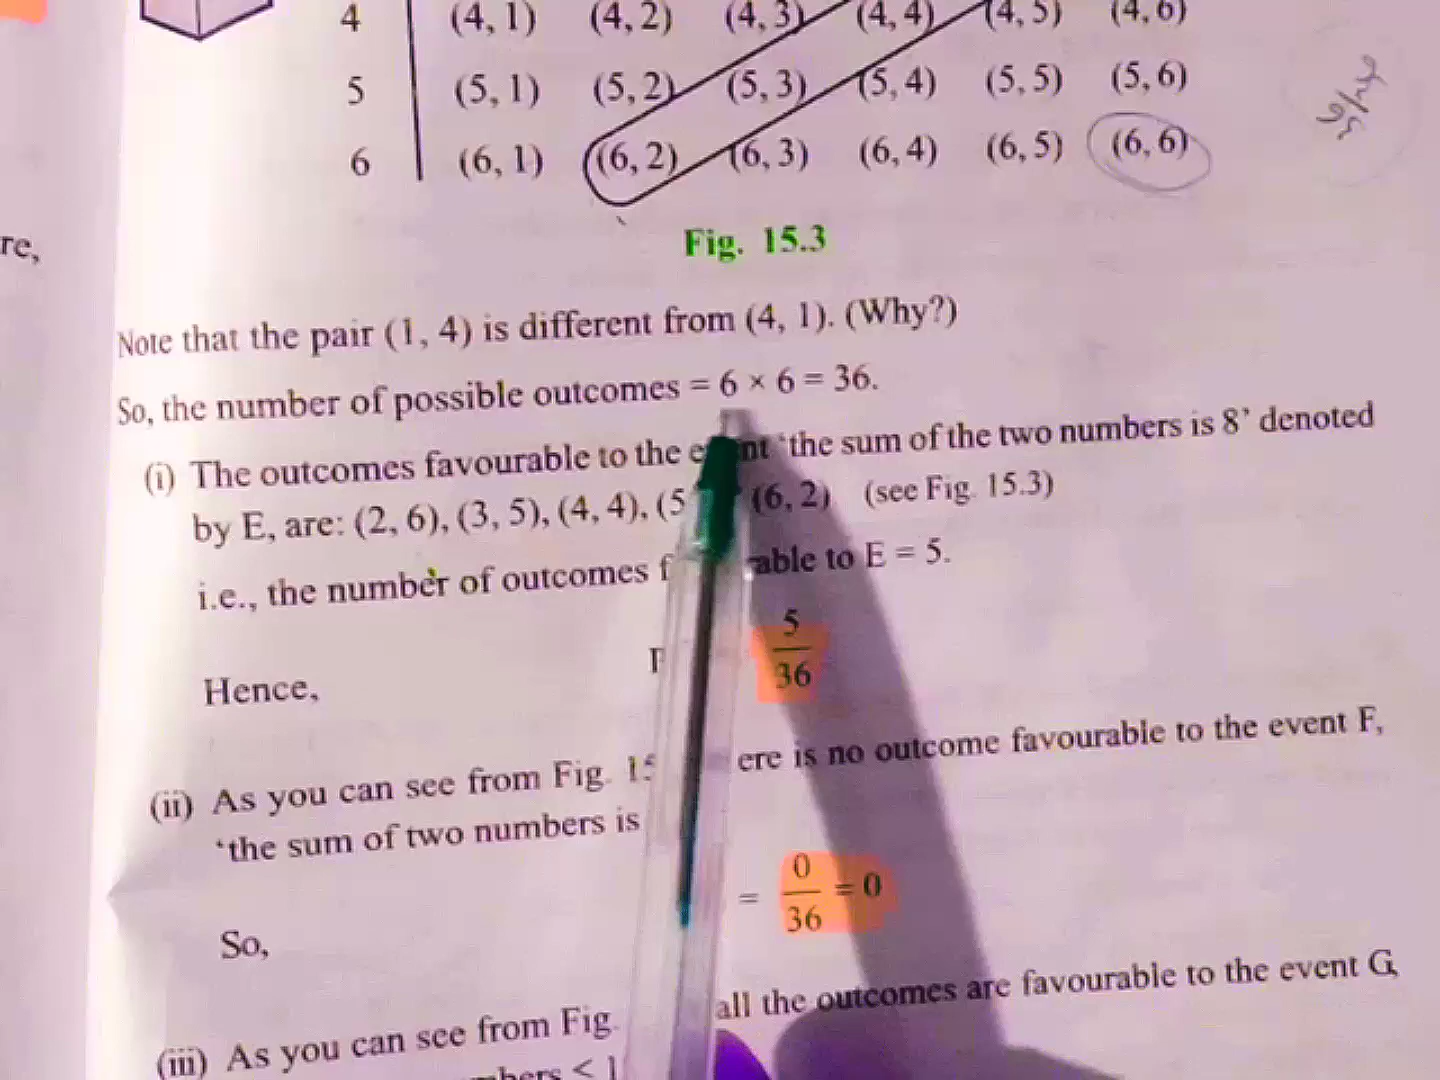 4 (4, 1) (4, 2) (4, 3) (4, 4) (4, 5) (4, 6)
5 (5, 1) (5, 2) (5, 3) (5, 4) (5, 5) (5, 6)
6 (6, 1) (6, 2) (6, 3) (6, 4) (6, 5) (6, 6)
re,
Fig. 15.3
Note that the pair (1, 4) is different from (4, 1). (Why?)
So, the number of possible outcomes = 6 × 6 = 36.
(i) The outcomes favourable to the e nt ‘the sum of the two numbers is 8’ denoted
by E, are: (2, 6), (3, 5), (4, 4), (5 (6, 2) (see Fig. 15.3)
i.e., the number of outcomes f able to E = 5.
Hence, 5/36
(ii) As you can see from Fig. 15 ere is no outcome favourable to the event F,
‘the sum of two numbers is
So, = 0/36 = 0
(iii) As you can see from Fig. all the outcomes are favourable to the event G,
mbers < 1